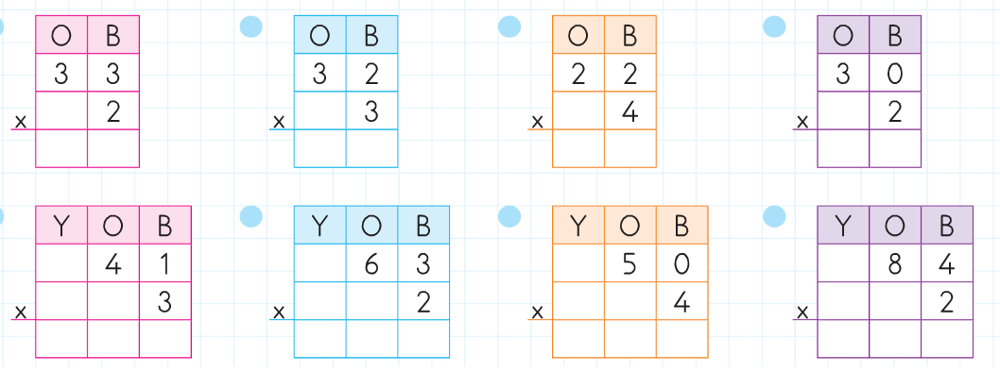 O B O B O B O B
3 3 3 2 2 2 3 0
x 2 x 3 x 4 x 2
Y O B Y O B Y O B Y O B
4 1 6 3 5 0 8 4
x 3 x 2 x 4 x 2